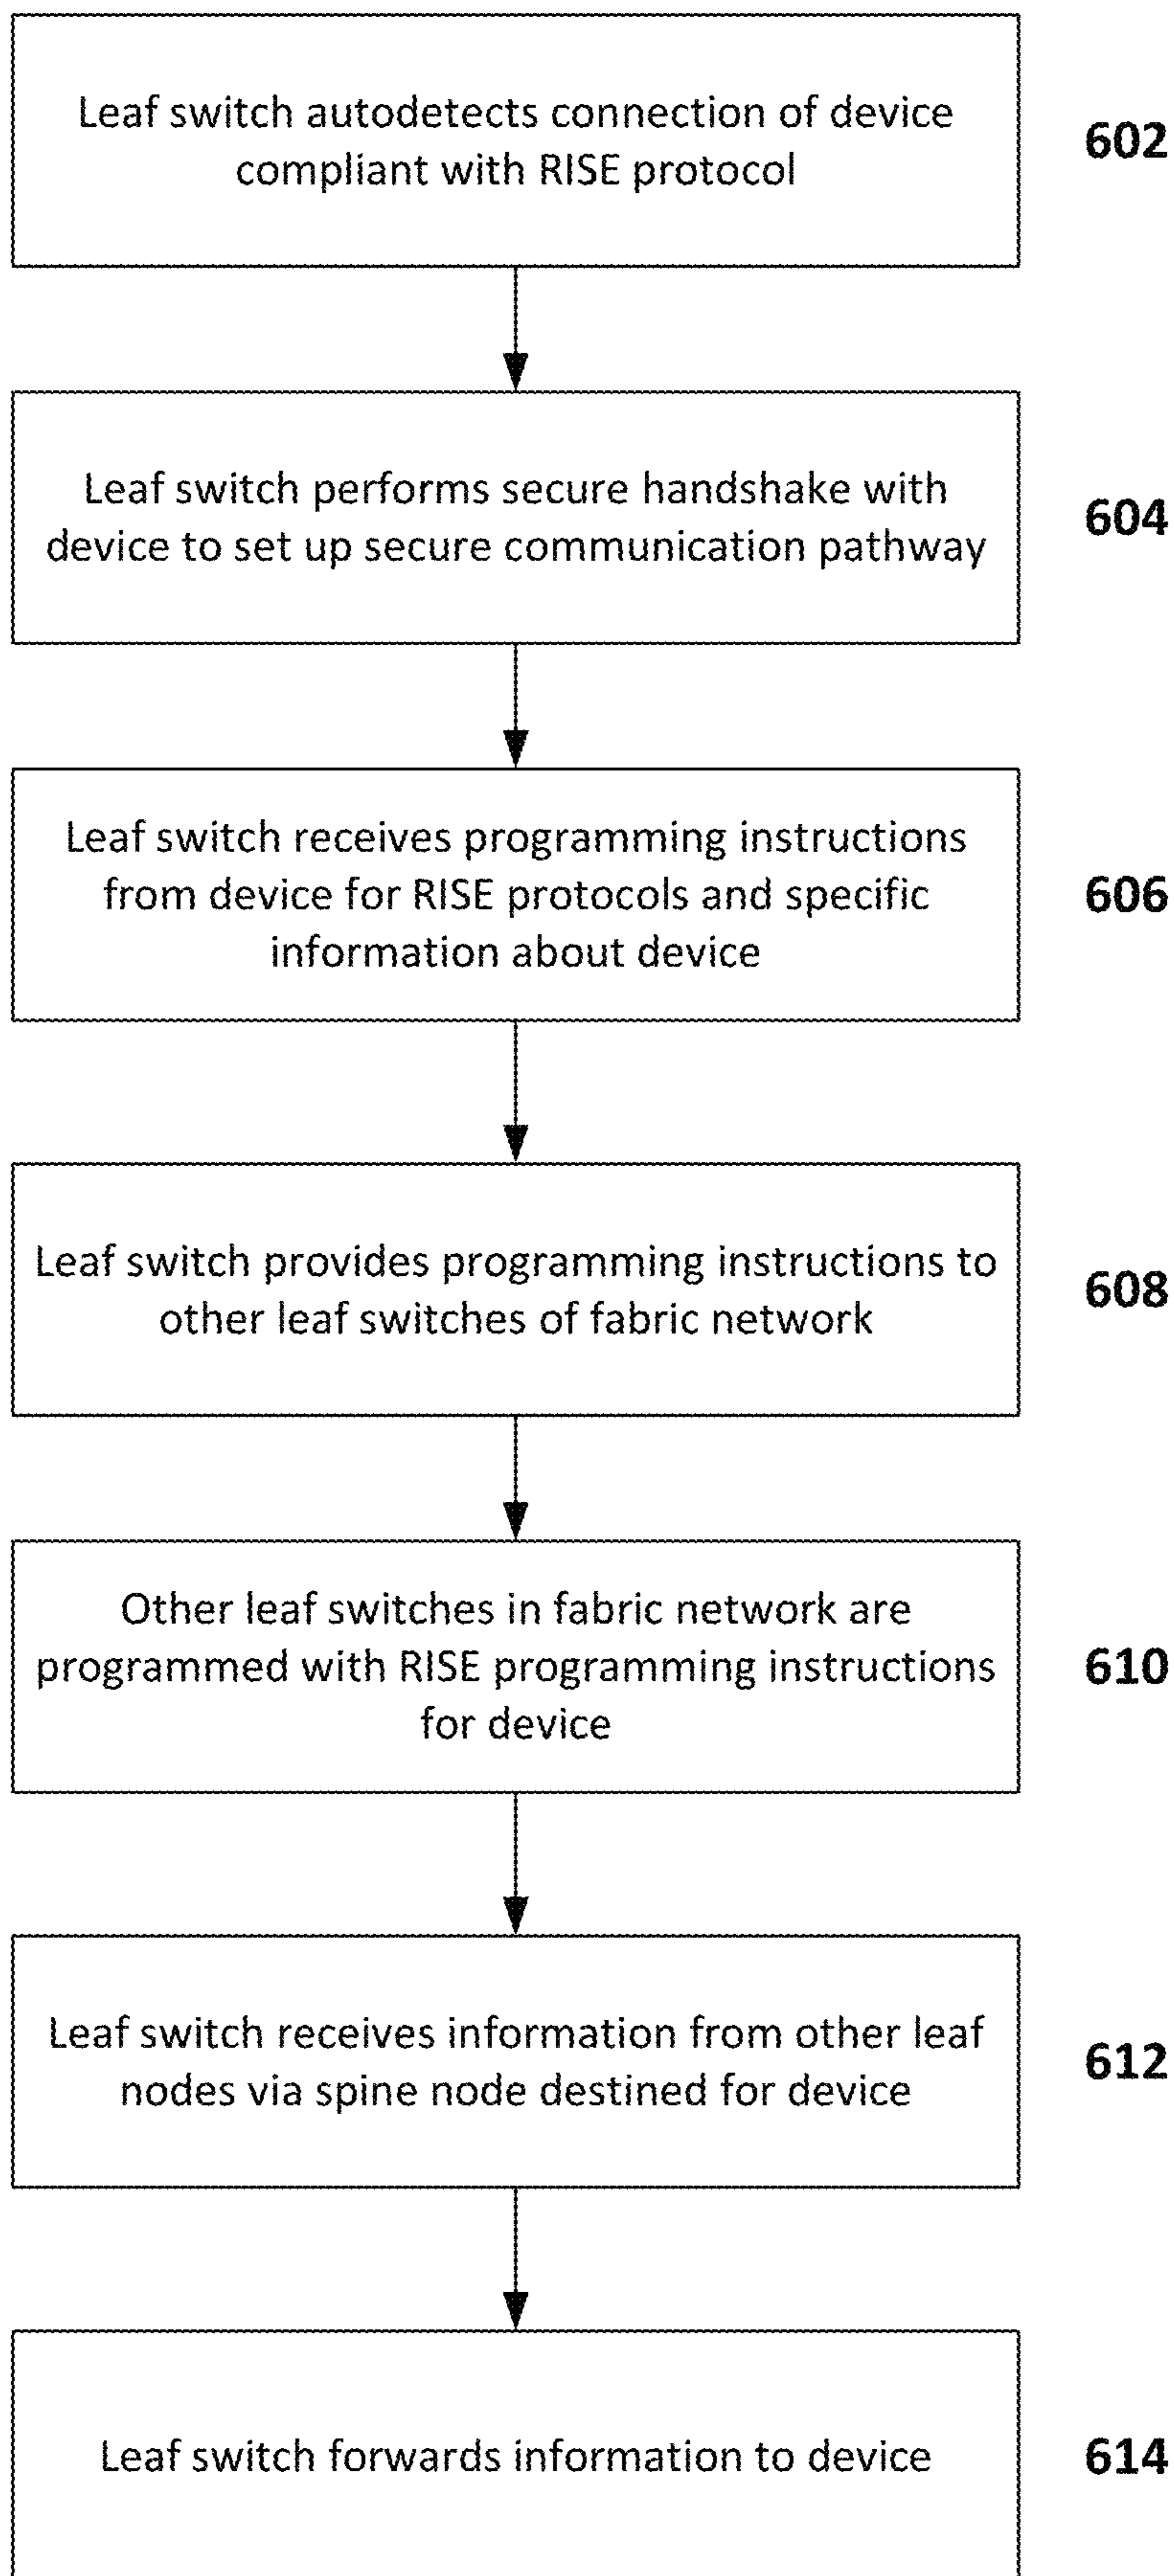 Leaf switch autodetects connection of device
compliant with RISE protocol
602
Leaf switch performs secure handshake with
device to set up secure communication pathway
604
Leaf switch receives programming instructions
from device for RISE protocols and specific
information about device
606
Leaf switch provides programming instructions to
other leaf switches of fabric network
608
Other leaf switches in fabric network are
programmed with RISE programming instructions
for device
610
Leaf switch receives information from other leaf
nodes via spine node destined for device
612
Leaf switch forwards information to device
614